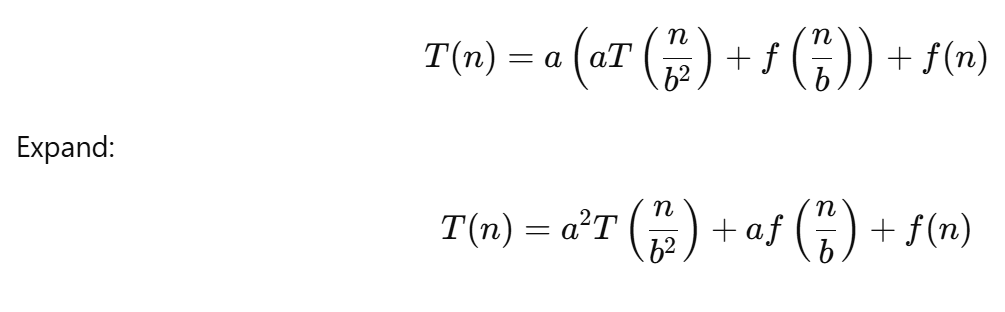 T(n) = a(aT(n/b²) + f(n/b)) + f(n)
Expand:
T(n) = a²T(n/b²) + af(n/b) + f(n)